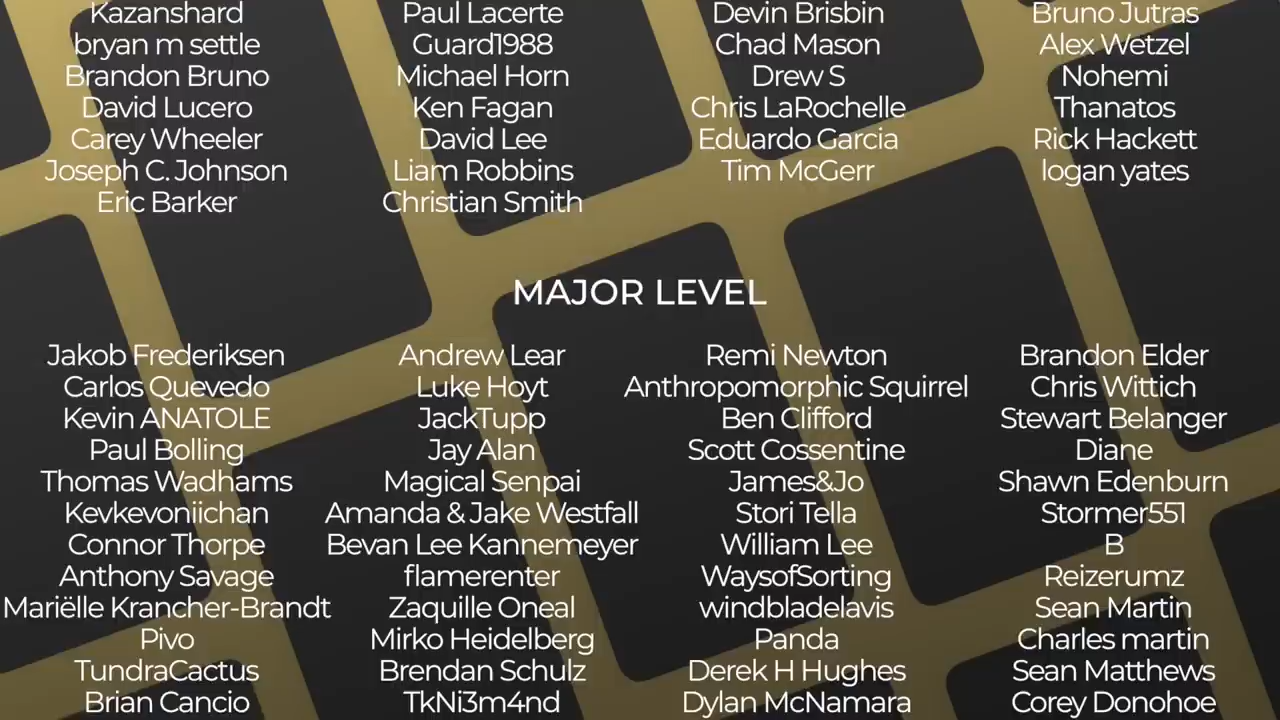 Kazanshard Paul Lacerte Devin Brisbin Bruno Jutras
bryan m settle Guard1988 Chad Mason Alex Wetzel
Brandon Bruno Michael Horn Drew S Nohemi
David Lucero Ken Fagan Chris LaRochelle Thanatos
Carey Wheeler David Lee Eduardo Garcia Rick Hackett
Joseph C. Johnson Liam Robbins Tim McGerr logan yates
Eric Barker Christian Smith
MAJOR LEVEL
Jakob Frederiksen Andrew Lear Remi Newton Brandon Elder
Carlos Quevedo Luke Hoyt Anthropomorphic Squirrel Chris Wittich
Kevin ANATOLE JackTupp Ben Clifford Stewart Belanger
Paul Bolling Jay Alan Scott Cossentine Diane
Thomas Wadhams Magical Senpai James&Jo Shawn Edenburn
Kevkevoniichan Amanda & Jake Westfall Stori Tella Stormer551
Connor Thorpe Bevan Lee Kannemeyer William Lee B
Anthony Savage flamerenter WaysofSorting Reizerumz
Mariëlle Krancher-Brandt Zaquille Oneal windbladelavis Sean Martin
Pivo Mirko Heidelberg Panda Charles martin
TundraCactus Brendan Schulz Derek H Hughes Sean Matthews
Brian Cancio TkNi3m4nd Dylan McNamara Corey Donohoe